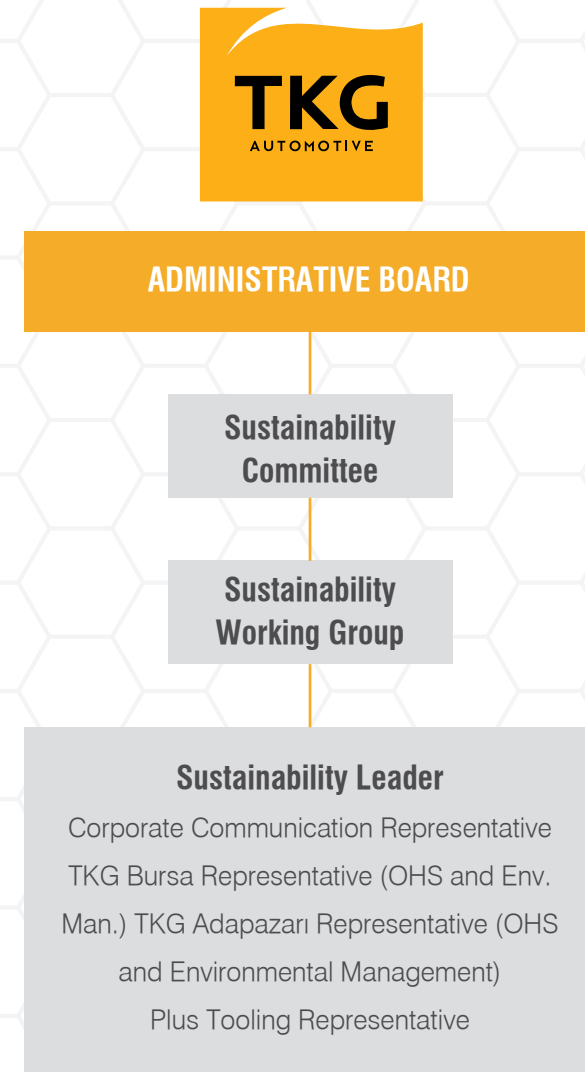 TKG
AUTOMOTIVE
ADMINISTRATIVE BOARD
Sustainability
Committee
Sustainability
Working Group
Sustainability Leader
Corporate Communication Representative
TKG Bursa Representative (OHS and Env.
Man.) TKG Adapazarı Representative (OHS
and Environmental Management)
Plus Tooling Representative